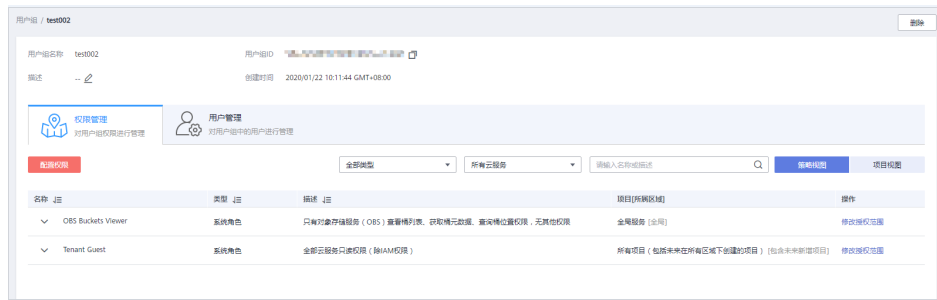 用户组 / test002
删除
用户组名称 test002 用户组ID
描述 -- 创建时间 2020/01/22 10:11:44 GMT+08:00
权限管理
对用户组权限进行管理
用户管理
对用户组中的用户进行管理
配置权限 全部类型 所有云服务 请输入名称或描述 策略视图 项目视图
名称 类型 描述 项目[所属区域] 操作
OBS Buckets Viewer 系统角色 只有对象存储服务（OBS）查看桶列表、获取桶元数据、查询桶位置权限，无其他权限 全局服务 [全局] 修改授权范围
Tenant Guest 系统角色 全部云服务只读权限（除IAM权限） 所有项目（包括未来在所有区域下创建的项目） [包含未来新增项目] 修改授权范围